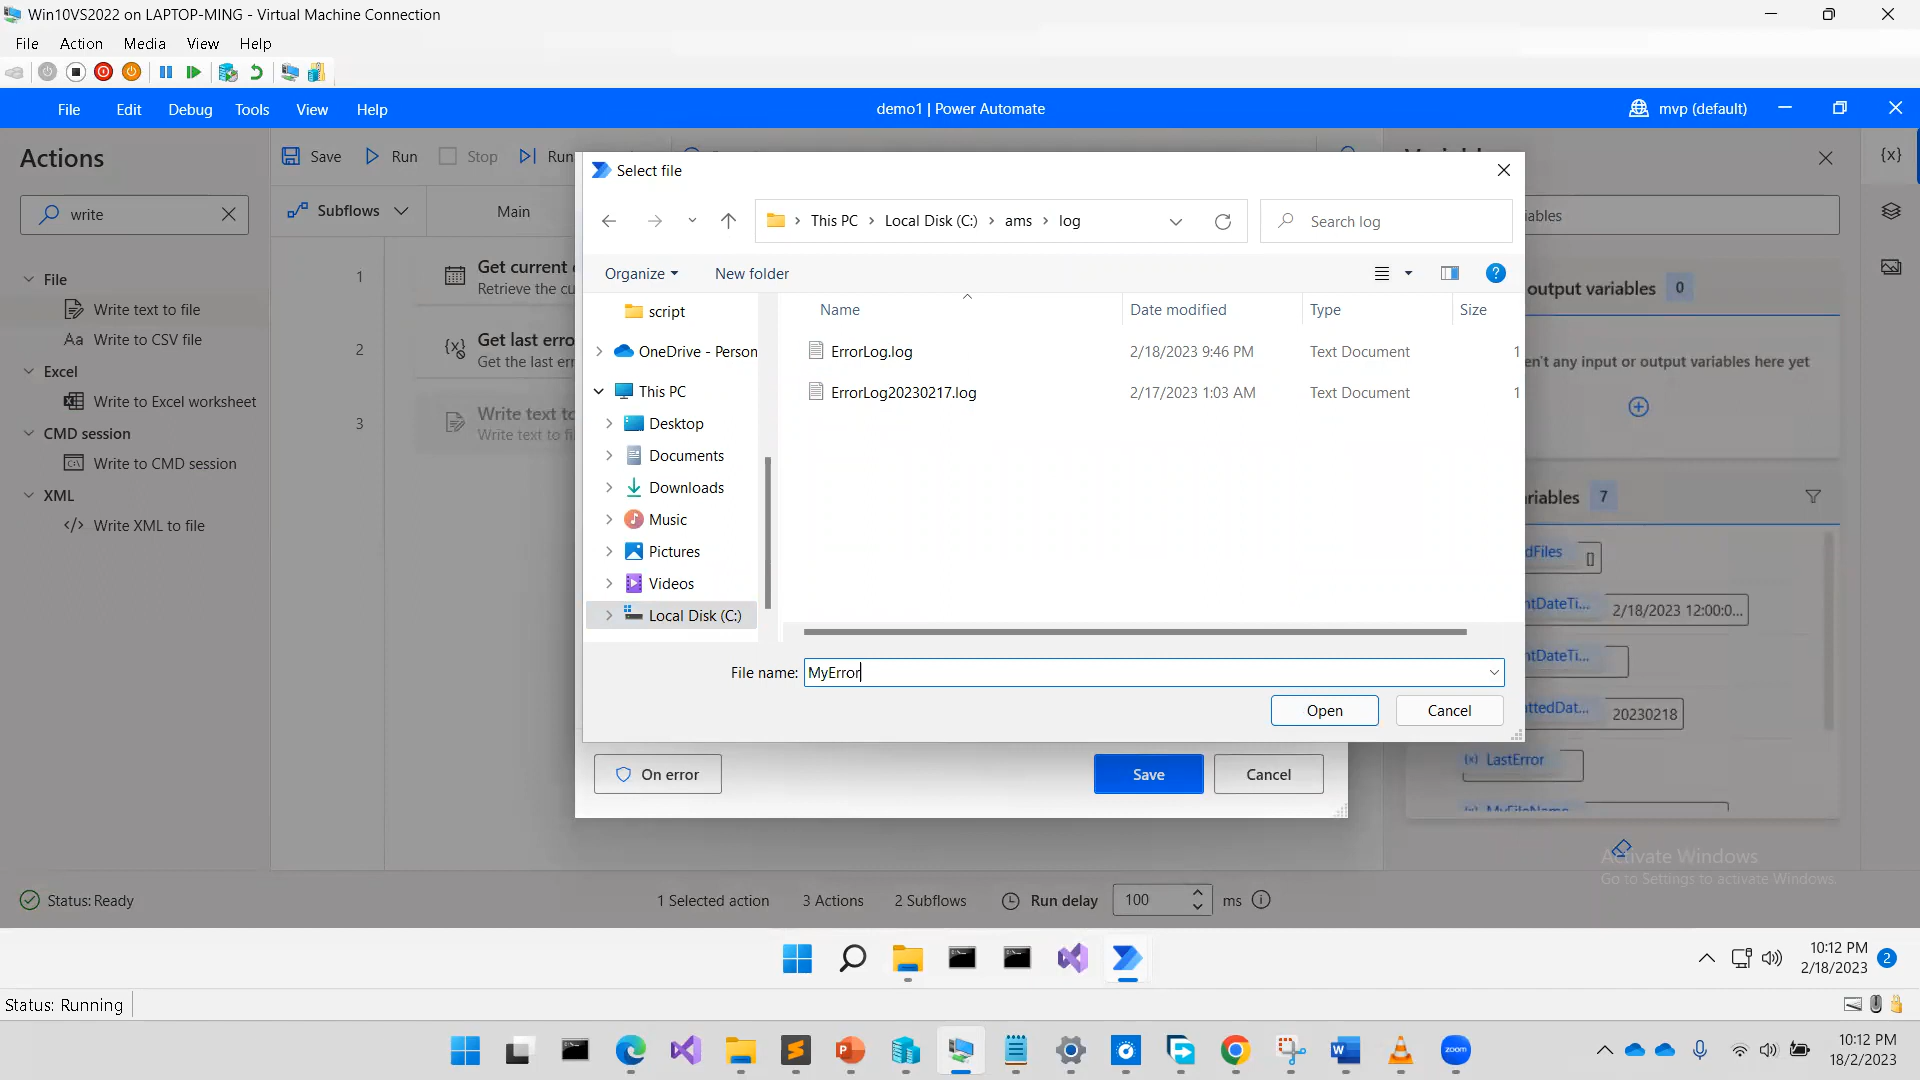 Win10VS2022 on LAPTOP-MING - Virtual Machine Connection
File Action Media View Help
File Edit Debug Tools View Help
demo1 | Power Automate
mvp (default)
Actions
Save Run Stop Run
write
Subflows Main
File
Write text to file
Write to CSV file
Excel
Write to Excel worksheet
CMD session
Write to CMD session
XML
Write XML to file
1
Get current
Retrieve the cu
2
Get last erro
Get the last err
3
Write text to
Write text to fi
Select file
This PC Local Disk (C:) ams log
Search log
Organize New folder
script
OneDrive - Person
This PC
Desktop
Documents
Downloads
Music
Pictures
Videos
Local Disk (C:)
Name Date modified Type Size
ErrorLog.log 2/18/2023 9:46 PM Text Document 1
ErrorLog20230217.log 2/17/2023 1:03 AM Text Document 1
File name: MyError
Open Cancel
On error Save Cancel
{x}
iables
output variables 0
en't any input or output variables here yet
riables 7
dFiles []
ntDateTi... 2/18/2023 12:00:0...
ntDateTi...
attedDat... 20230218
(x) LastError
(x) MyFileName
Activate Windows
Go to Settings to activate Windows.
Status: Ready
1 Selected action 3 Actions 2 Subflows Run delay 100 ms
10:12 PM
2/18/2023
2
Status: Running
zoom
10:12 PM
18/2/2023